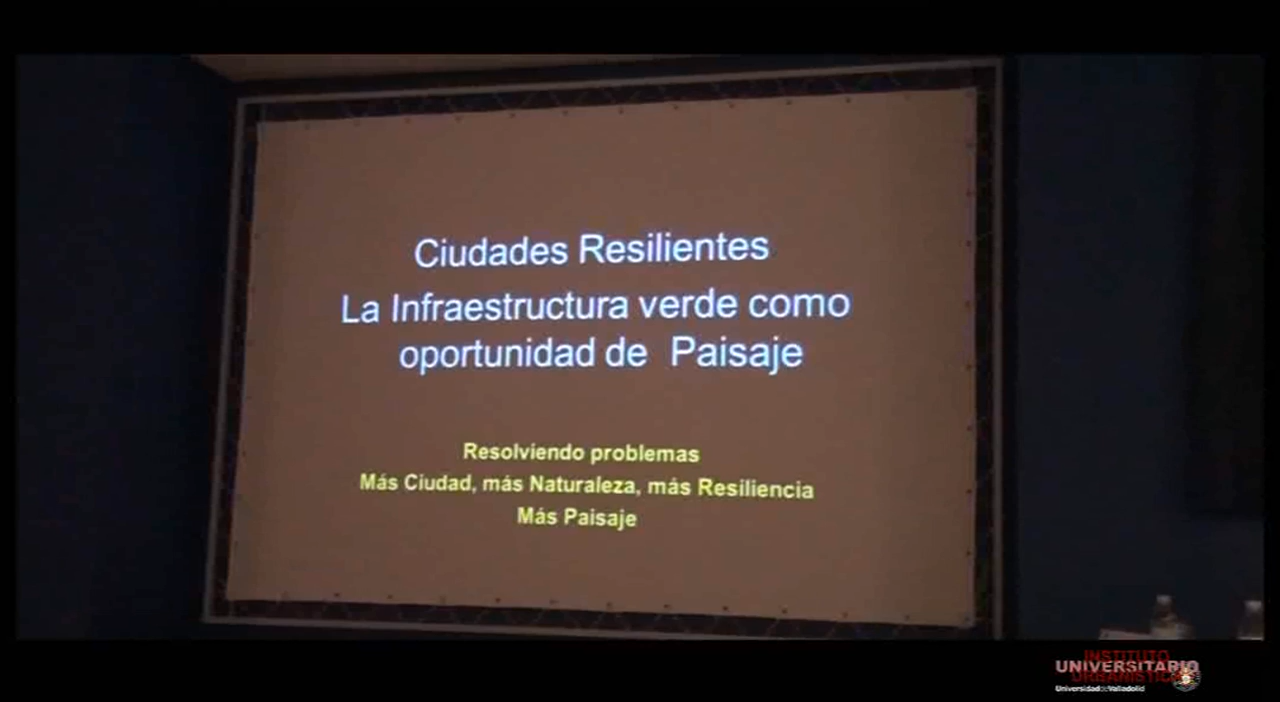 Ciudades Resilientes
La Infraestructura verde como
oportunidad de Paisaje
Resolviendo problemas
Más Ciudad, más Naturaleza, más Resiliencia
Más Paisaje
INSTITUTO
UNIVERSITARIO
URBANÍSTICA
Universidad de Valladolid